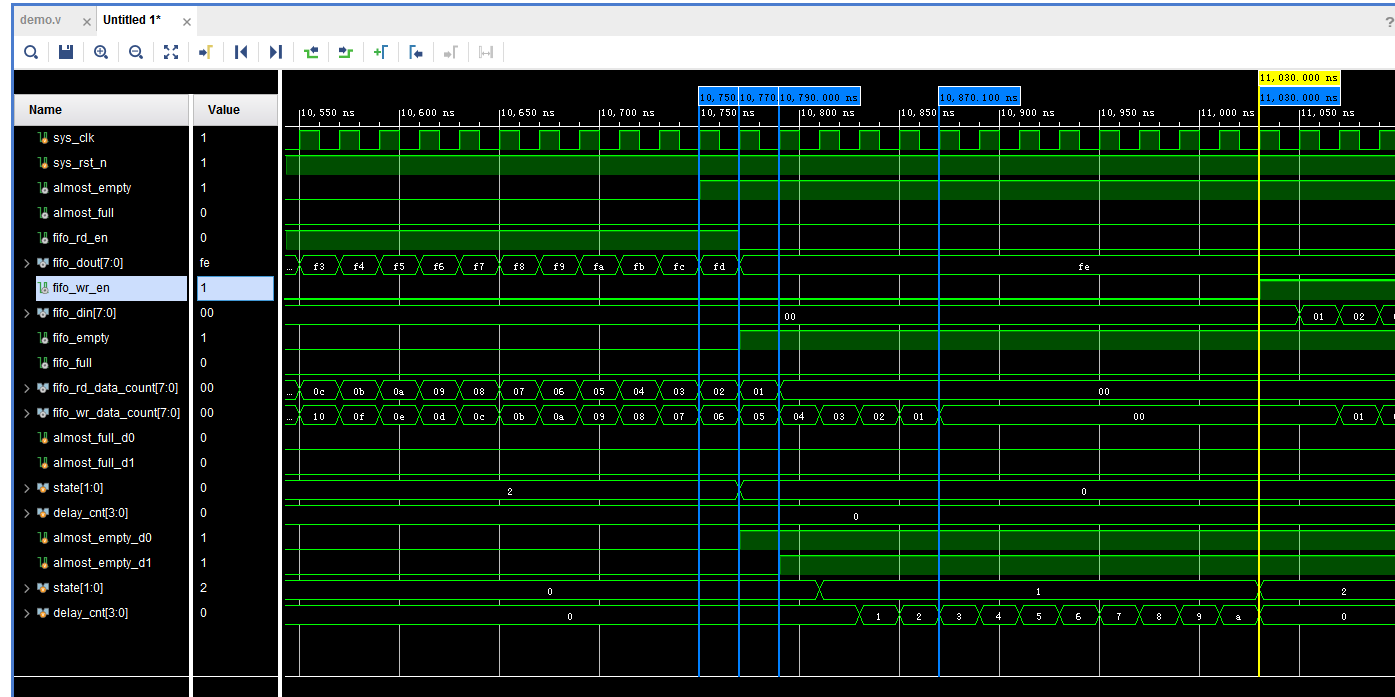 demo.v × Untitled 1* × ?
11,030.000 ns
10,750 10,770 10,790.000 ns 10,870.100 ns 11,030.000 ns
Name Value 10,550 ns 10,600 ns 10,650 ns 10,700 ns 10,750 ns 10,800 ns 10,850 ns 10,900 ns 10,950 ns 11,000 ns 11,050 ns
sys_clk 1
sys_rst_n 1
almost_empty 1
almost_full 0
fifo_rd_en 0
fifo_dout[7:0] fe ... f3 f4 f5 f6 f7 f8 f9 fa fb fc fd fe
fifo_wr_en 1
fifo_din[7:0] 00 00 01 02
fifo_empty 1
fifo_full 0
fifo_rd_data_count[7:0] 00 ... 0c 0b 0a 09 08 07 06 05 04 03 02 01 00
fifo_wr_data_count[7:0] 00 ... 10 0f 0e 0d 0c 0b 0a 09 08 07 06 05 04 03 02 01 00 01
almost_full_d0 0
almost_full_d1 0
state[1:0] 0 2 0
delay_cnt[3:0] 0 0
almost_empty_d0 1
almost_empty_d1 1
state[1:0] 2 0 1 2
delay_cnt[3:0] 0 0 1 2 3 4 5 6 7 8 9 a 0